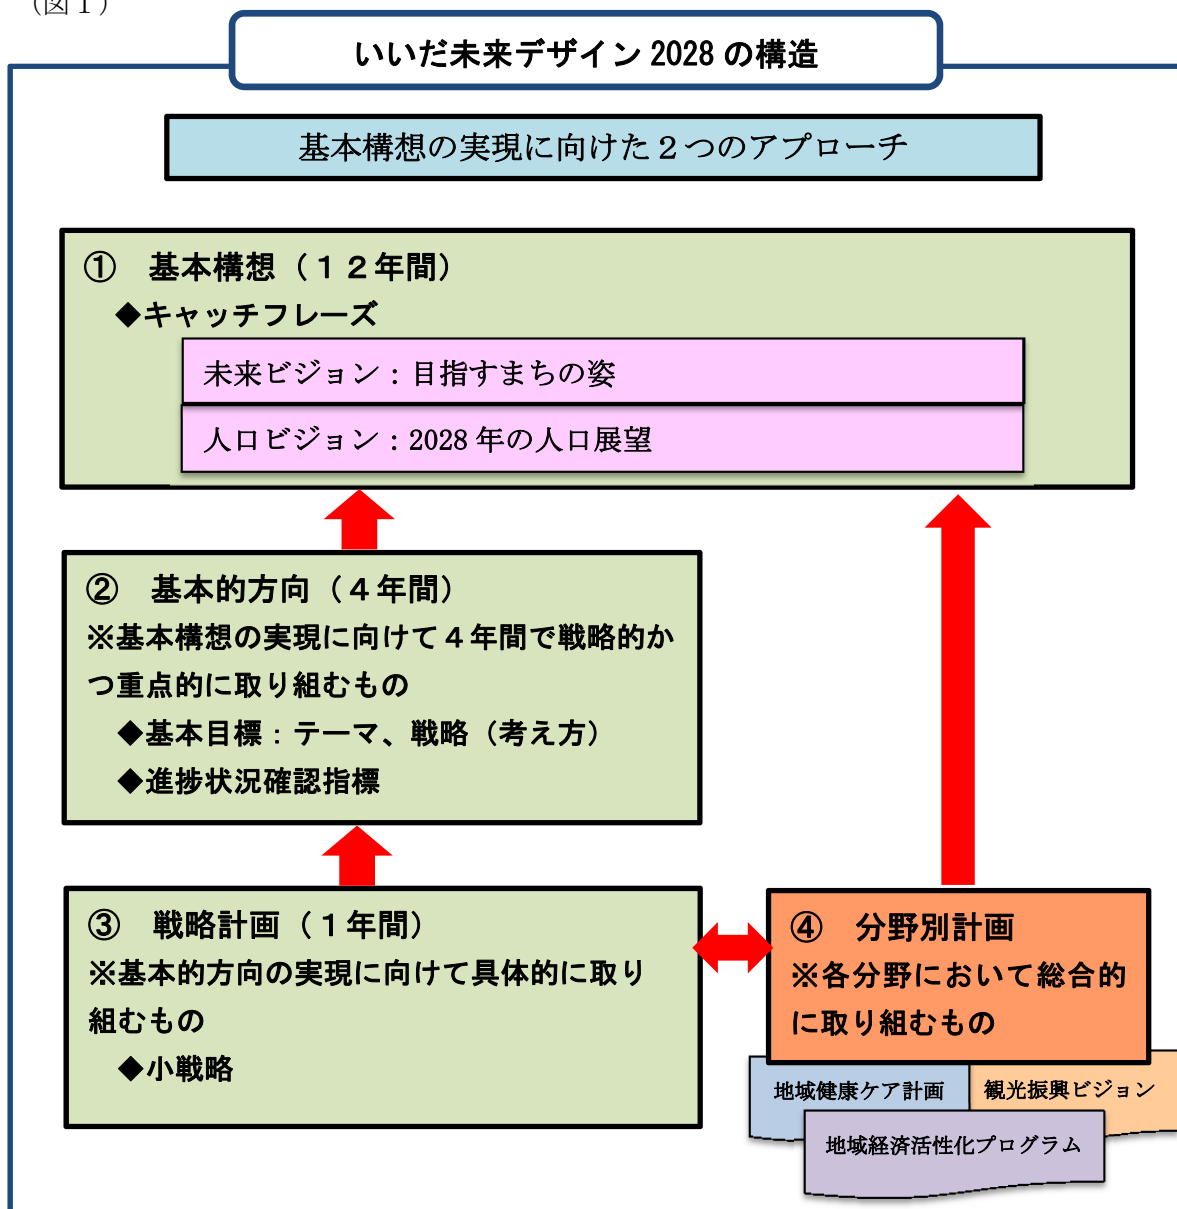 （図１）
いいだ未来デザイン 2028 の構造
基本構想の実現に向けた２つのアプローチ
①　基本構想（１２年間）
◆キャッチフレーズ
未来ビジョン：目指すまちの姿
人口ビジョン：2028 年の人口展望
②　基本的方向（４年間）
※基本構想の実現に向けて４年間で戦略的か
つ重点的に取り組むもの
◆基本目標：テーマ、戦略（考え方）
◆進捗状況確認指標
③　戦略計画（１年間）
※基本的方向の実現に向けて具体的に取り
組むもの
◆小戦略
④　分野別計画
※各分野において総合的
に取り組むもの
地域健康ケア計画
観光振興ビジョン
地域経済活性化プログラム